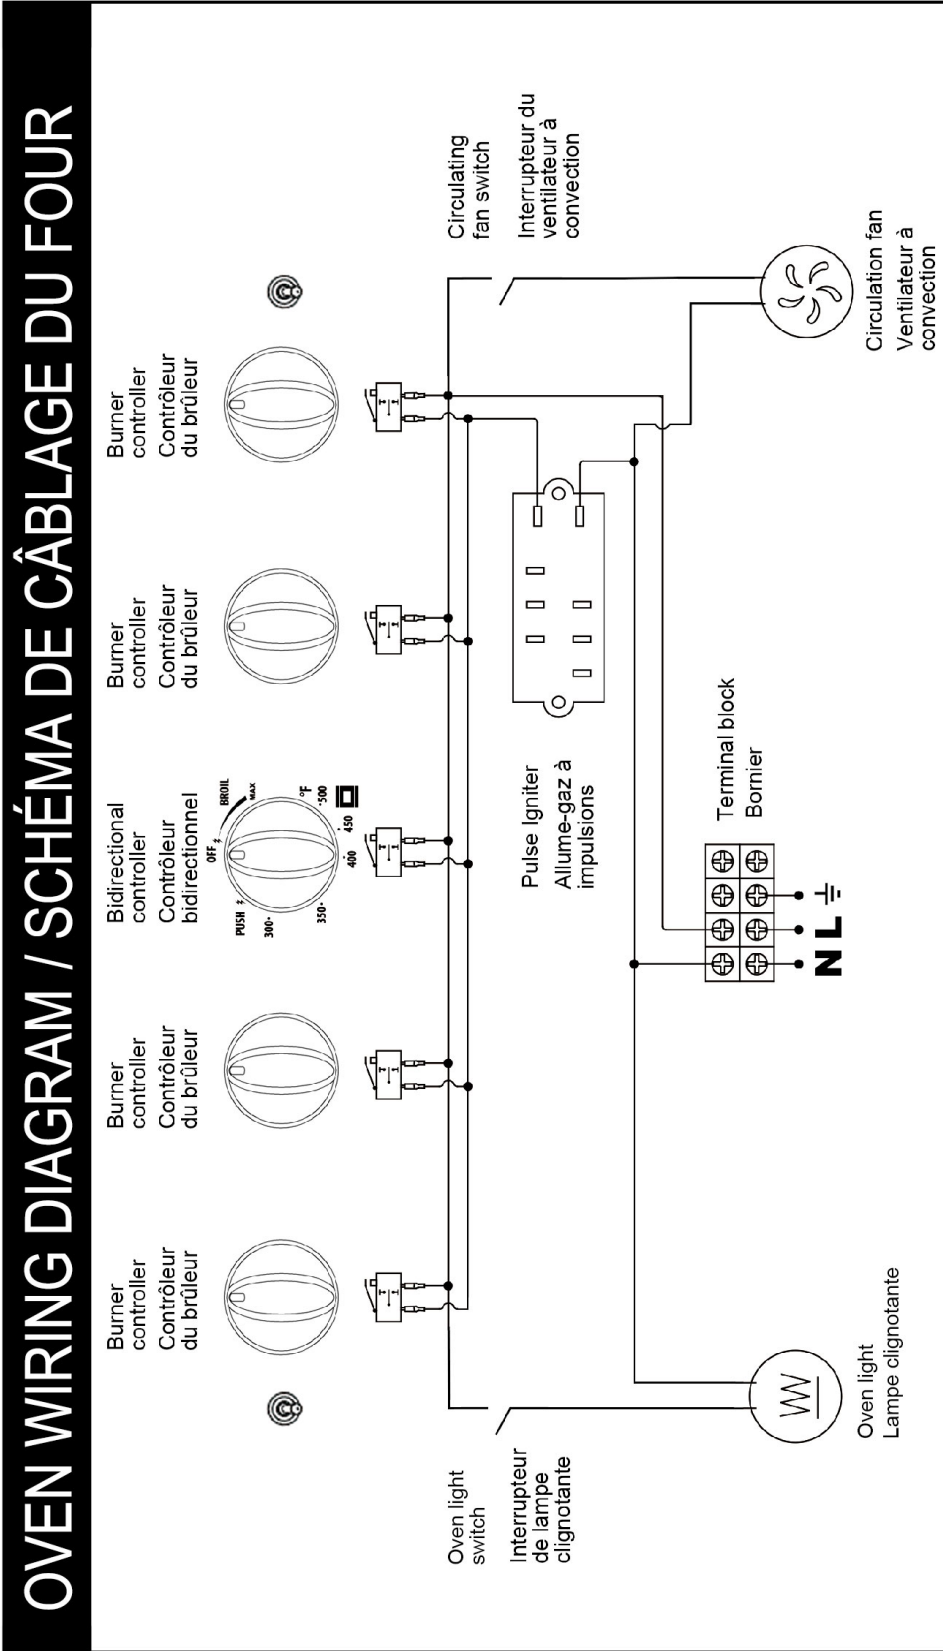 OVEN WIRING DIAGRAM / SCHÉMA DE CÂBLAGE DU FOUR
Burner
controller
Contrôleur
du brûleur
Burner
controller
Contrôleur
du brûleur
Bidirectional
controller
Contrôleur
bidirectionnel
Burner
controller
Contrôleur
du brûleur
Burner
controller
Contrôleur
du brûleur
PUSH
OFF
BROIL
MAX
°F
500
450
400
350
300
Oven light
switch
Interrupteur
de lampe
clignotante
Pulse Igniter
Allume-gaz à
impulsions
Circulating
fan switch
Interrupteur du
ventilateur à
convection
Terminal block
Bornier
N L
Oven light
Lampe clignotante
Circulation fan
Ventilateur à
convection